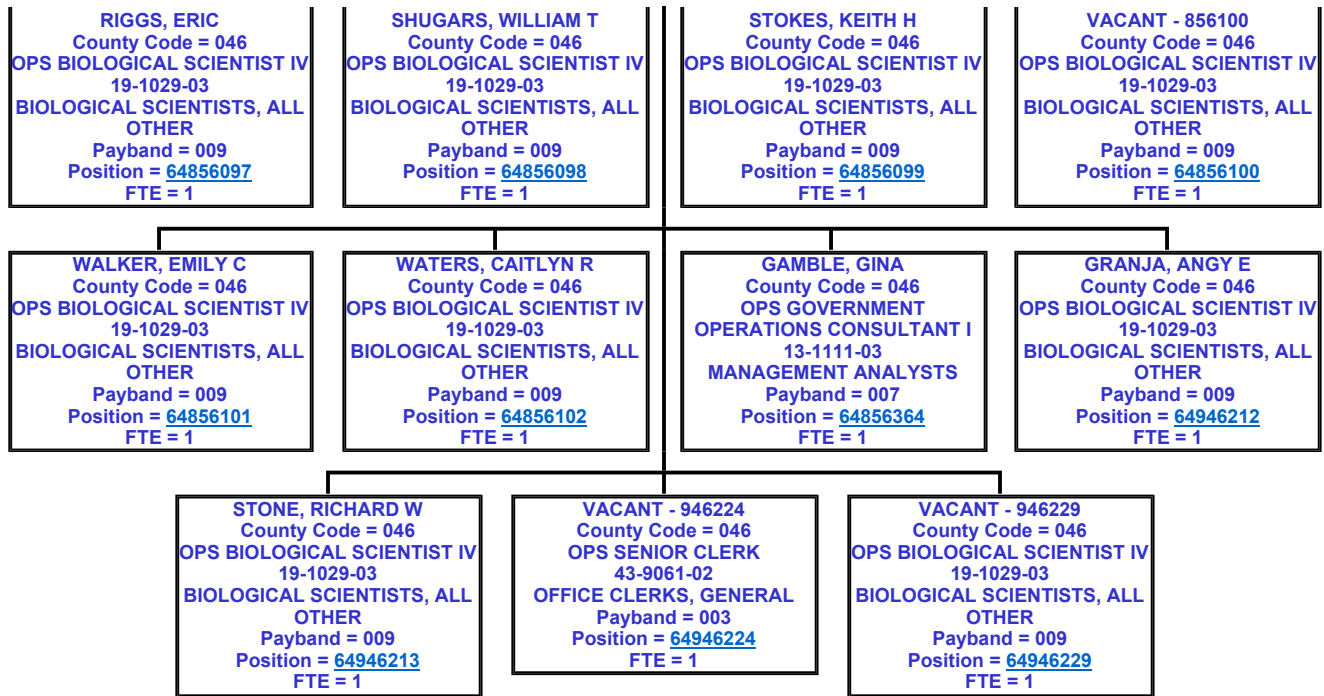 RIGGS, ERIC
County Code = 046
OPS BIOLOGICAL SCIENTIST IV
19-1029-03
BIOLOGICAL SCIENTISTS, ALL
OTHER
Payband = 009
Position = 64856097
FTE = 1
SHUGARS, WILLIAM T
County Code = 046
OPS BIOLOGICAL SCIENTIST IV
19-1029-03
BIOLOGICAL SCIENTISTS, ALL
OTHER
Payband = 009
Position = 64856098
FTE = 1
STOKES, KEITH H
County Code = 046
OPS BIOLOGICAL SCIENTIST IV
19-1029-03
BIOLOGICAL SCIENTISTS, ALL
OTHER
Payband = 009
Position = 64856099
FTE = 1
VACANT - 856100
County Code = 046
OPS BIOLOGICAL SCIENTIST IV
19-1029-03
BIOLOGICAL SCIENTISTS, ALL
OTHER
Payband = 009
Position = 64856100
FTE = 1
WALKER, EMILY C
County Code = 046
OPS BIOLOGICAL SCIENTIST IV
19-1029-03
BIOLOGICAL SCIENTISTS, ALL
OTHER
Payband = 009
Position = 64856101
FTE = 1
WATERS, CAITLYN R
County Code = 046
OPS BIOLOGICAL SCIENTIST IV
19-1029-03
BIOLOGICAL SCIENTISTS, ALL
OTHER
Payband = 009
Position = 64856102
FTE = 1
GAMBLE, GINA
County Code = 046
OPS GOVERNMENT
OPERATIONS CONSULTANT I
13-1111-03
MANAGEMENT ANALYSTS
Payband = 007
Position = 64856364
FTE = 1
GRANJA, ANGY E
County Code = 046
OPS BIOLOGICAL SCIENTIST IV
19-1029-03
BIOLOGICAL SCIENTISTS, ALL
OTHER
Payband = 009
Position = 64946212
FTE = 1
STONE, RICHARD W
County Code = 046
OPS BIOLOGICAL SCIENTIST IV
19-1029-03
BIOLOGICAL SCIENTISTS, ALL
OTHER
Payband = 009
Position = 64946213
FTE = 1
VACANT - 946224
County Code = 046
OPS SENIOR CLERK
43-9061-02
OFFICE CLERKS, GENERAL
Payband = 003
Position = 64946224
FTE = 1
VACANT - 946229
County Code = 046
OPS BIOLOGICAL SCIENTIST IV
19-1029-03
BIOLOGICAL SCIENTISTS, ALL
OTHER
Payband = 009
Position = 64946229
FTE = 1